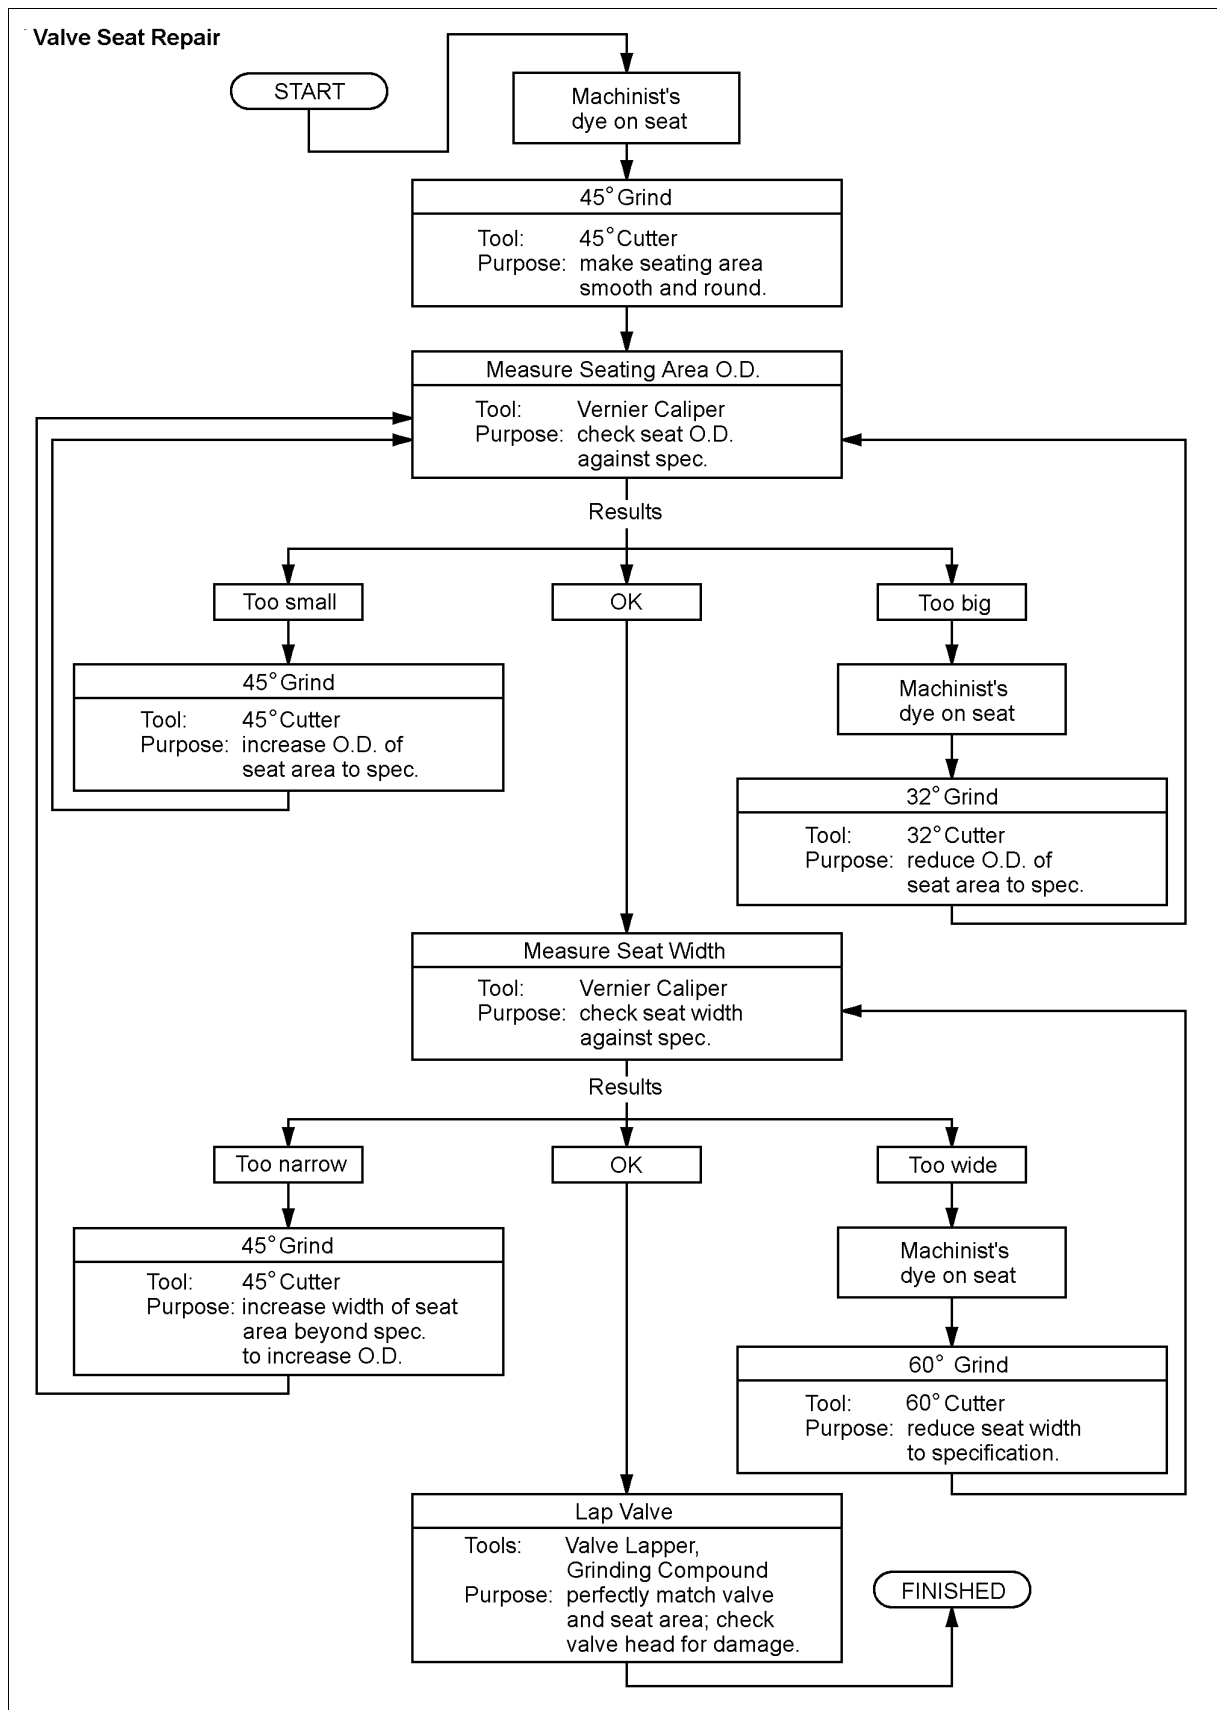 Valve Seat Repair
START
Machinist's
dye on seat
45° Grind
Tool: 45° Cutter
Purpose: make seating area
smooth and round.
Measure Seating Area O.D.
Tool: Vernier Caliper
Purpose: check seat O.D.
against spec.
Results
Too small
OK
Too big
45° Grind
Tool: 45° Cutter
Purpose: increase O.D. of
seat area to spec.
Machinist's
dye on seat
32° Grind
Tool: 32° Cutter
Purpose: reduce O.D. of
seat area to spec.
Measure Seat Width
Tool: Vernier Caliper
Purpose: check seat width
against spec.
Results
Too narrow
OK
Too wide
45° Grind
Tool: 45° Cutter
Purpose: increase width of seat
area beyond spec.
to increase O.D.
Machinist's
dye on seat
60° Grind
Tool: 60° Cutter
Purpose: reduce seat width
to specification.
Lap Valve
Tools: Valve Lapper,
Grinding Compound
Purpose: perfectly match valve
and seat area; check
valve head for damage.
FINISHED